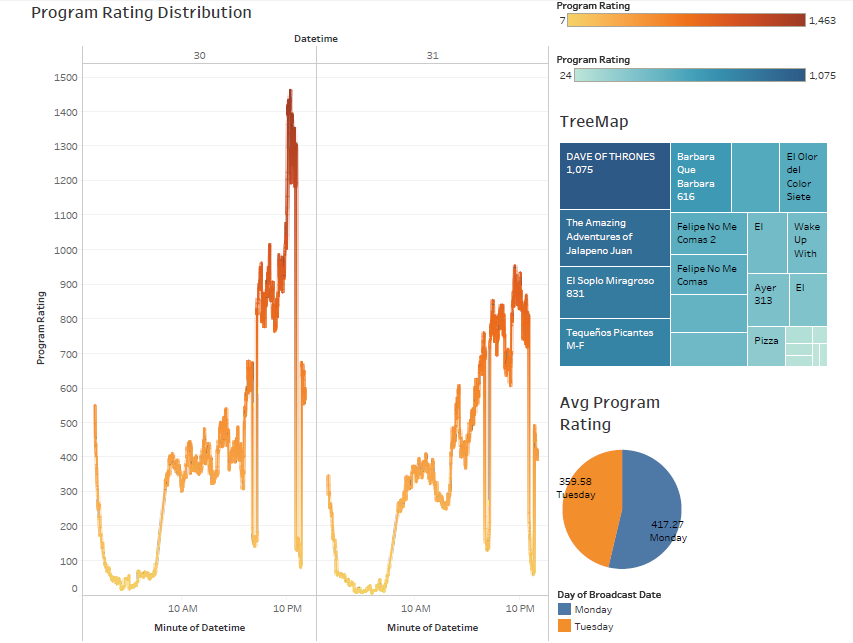 Program Rating Distribution
Datetime
30
31
1500
1400
1300
1200
1100
1000
900
800
700
600
500
400
300
200
100
0
Program Rating
10 AM
10 PM
10 AM
10 PM
Minute of Datetime
Minute of Datetime
Program Rating
7
1,463
Program Rating
24
1,075
TreeMap
DAVE OF THRONES
1,075
The Amazing
Adventures of
Jalapeno Juan
El Soplo Miragroso
831
Tequeños Picantes
M-F
Barbara
Que
Barbara
616
El Olor
del
Color
Siete
Felipe No Me
Comas 2
Felipe No Me
Comas
El
Wake
Up
With
Ayer
313
El
Pizza
Avg Program
Rating
359.58
Tuesday
417.27
Monday
Day of Broadcast Date
Monday
Tuesday